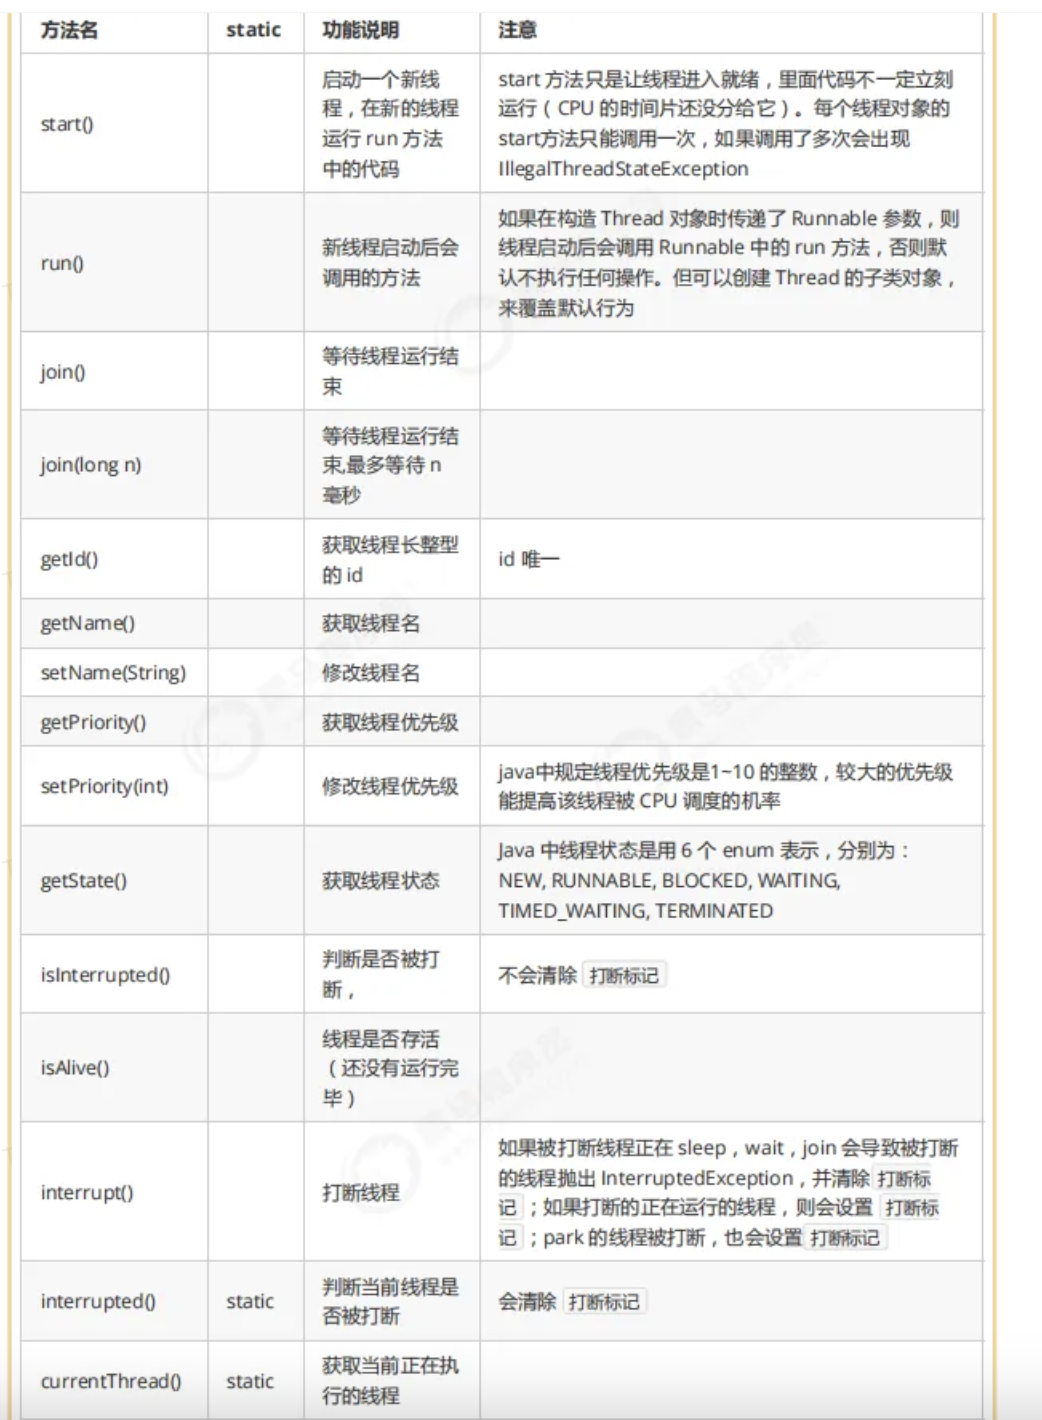 方法名 static 功能说明 注意
start()
启动一个新线
程，在新的线程
运行 run 方法
中的代码
start 方法只是让线程进入就绪，里面代码不一定立刻
运行（ CPU 的时间片还没分给它）。每个线程对象的
start方法只能调用一次，如果调用了多次会出现
IllegalThreadStateException
run()
新线程启动后会
调用的方法
如果在构造 Thread 对象时传递了 Runnable 参数，则
线程启动后会调用 Runnable 中的 run 方法，否则默
认不执行任何操作。但可以创建 Thread 的子类对象，
来覆盖默认行为
join()
等待线程运行结
束
join(long n)
等待线程运行结
束,最多等待 n
毫秒
getId()
获取线程长整型
的 id
id 唯一
getName() 获取线程名
setName(String) 修改线程名
getPriority() 获取线程优先级
setPriority(int) 修改线程优先级
java中规定线程优先级是1~10 的整数，较大的优先级
能提高该线程被 CPU 调度的机率
getState() 获取线程状态
Java 中线程状态是用 6 个 enum 表示，分别为：
NEW, RUNNABLE, BLOCKED, WAITING,
TIMED_WAITING, TERMINATED
isInterrupted()
判断是否被打
断，
不会清除 打断标记
isAlive()
线程是否存活
（还没有运行完
毕）
interrupt() 打断线程
如果被打断线程正在 sleep，wait，join 会导致被打断
的线程抛出 InterruptedException，并清除 打断标
记 ；如果打断的正在运行的线程，则会设置 打断标
记 ；park 的线程被打断，也会设置 打断标记
interrupted() static
判断当前线程是
否被打断
会清除 打断标记
currentThread() static
获取当前正在执
行的线程